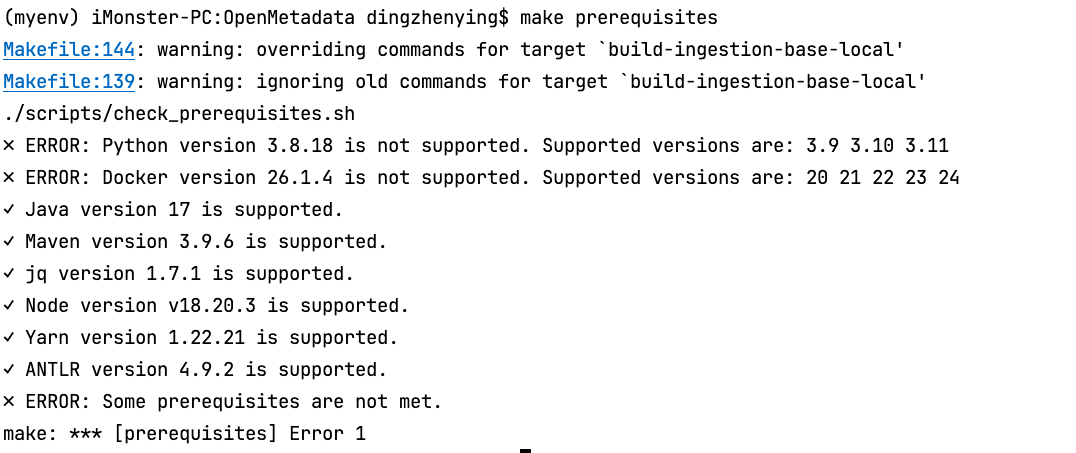 (myenv) iMonster-PC:OpenMetadata dingzhenying$ make prerequisites
Makefile:144: warning: overriding commands for target `build-ingestion-base-local'
Makefile:139: warning: ignoring old commands for target `build-ingestion-base-local'
./scripts/check_prerequisites.sh
✕ ERROR: Python version 3.8.18 is not supported. Supported versions are: 3.9 3.10 3.11
✕ ERROR: Docker version 26.1.4 is not supported. Supported versions are: 20 21 22 23 24
✓ Java version 17 is supported.
✓ Maven version 3.9.6 is supported.
✓ jq version 1.7.1 is supported.
✓ Node version v18.20.3 is supported.
✓ Yarn version 1.22.21 is supported.
✓ ANTLR version 4.9.2 is supported.
✕ ERROR: Some prerequisites are not met.
make: *** [prerequisites] Error 1